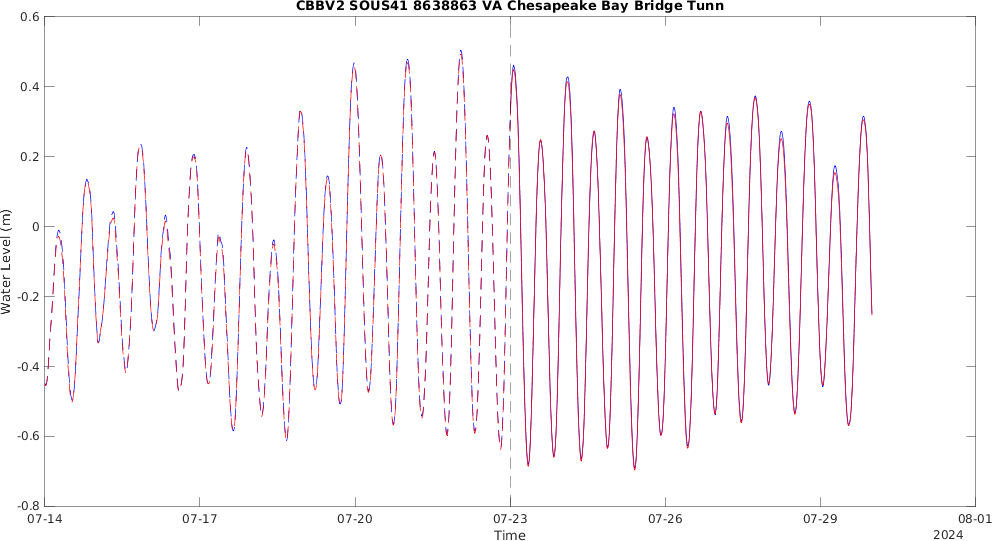 CBBV2 SOUS41 8638863 VA Chesapeake Bay Bridge Tunn
0.6
0.4
0.2
0
-0.2
-0.4
-0.6
-0.8
Water Level (m)
07-14 07-17 07-20 07-23 07-26 07-29 08-01
Time
2024